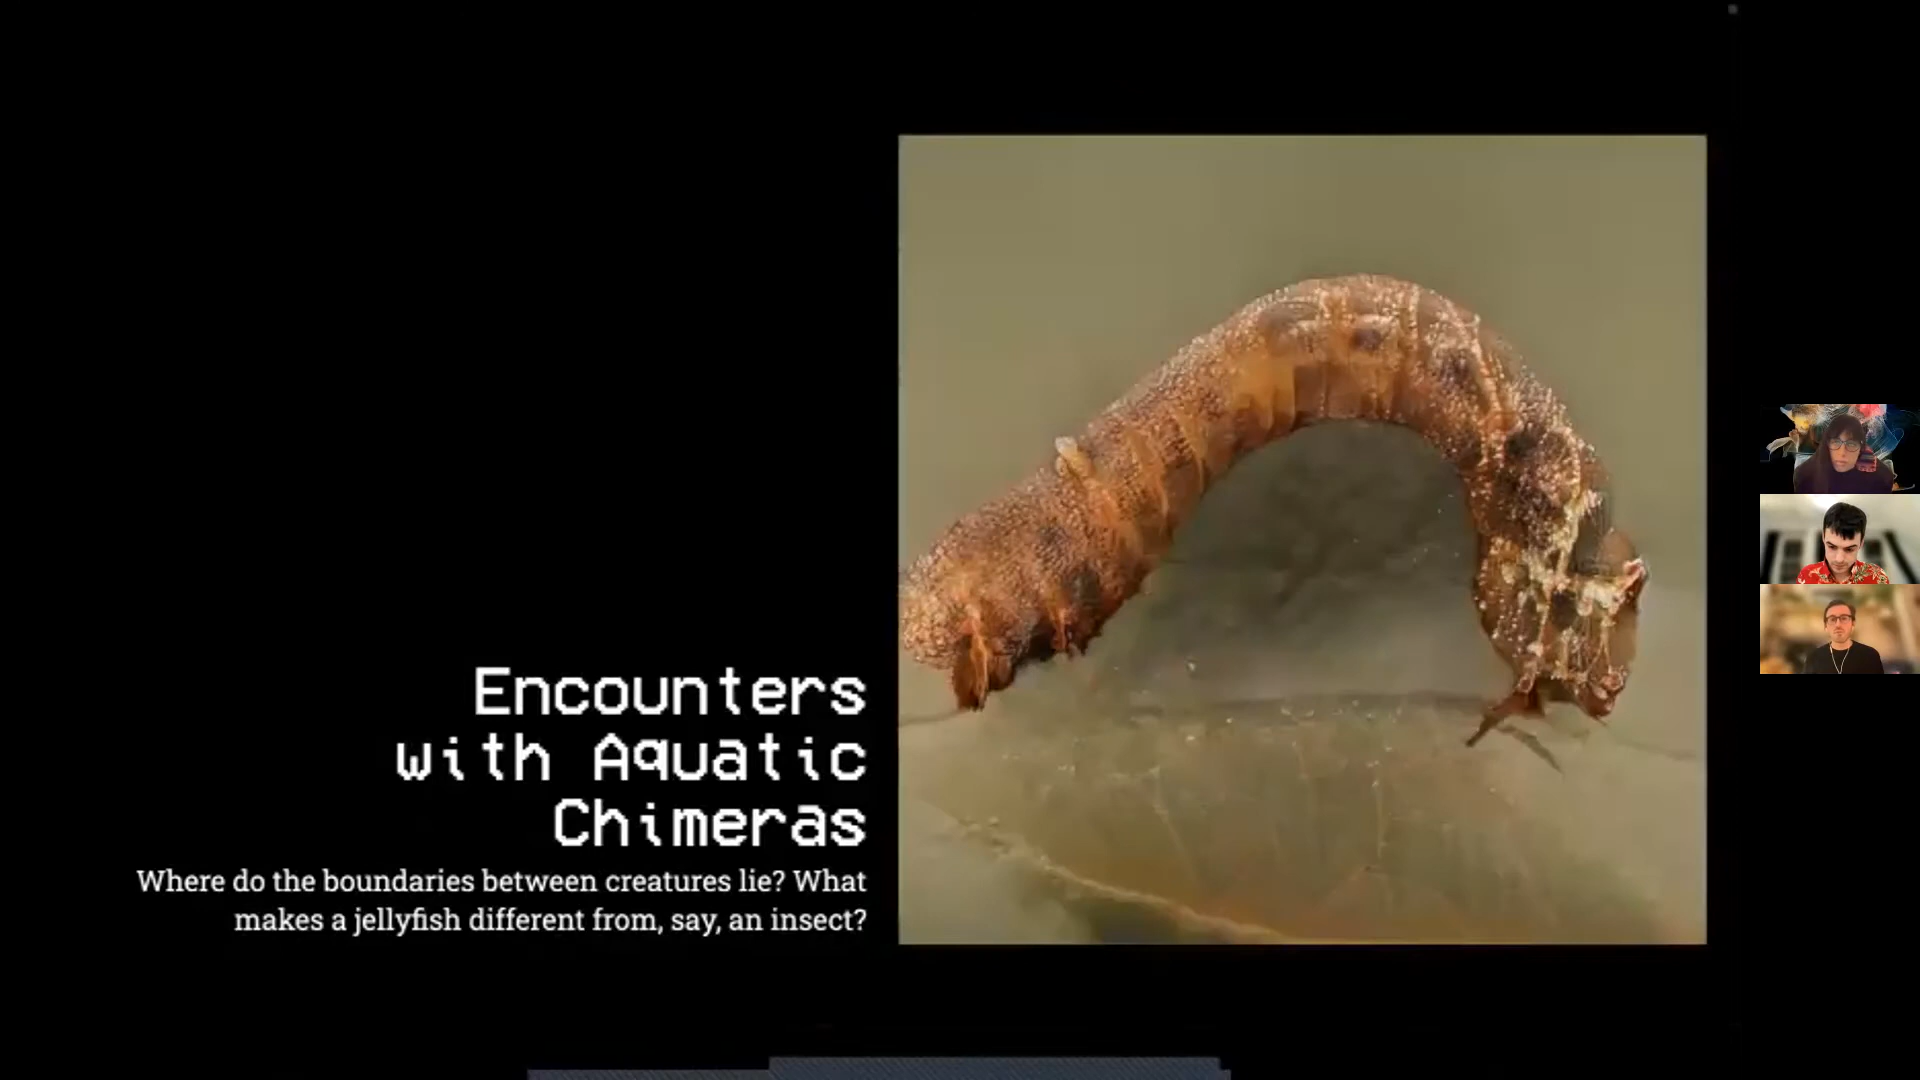 Encounters
with Aquatic
Chimeras
Where do the boundaries between creatures lie? What
makes a jellyfish different from, say, an insect?